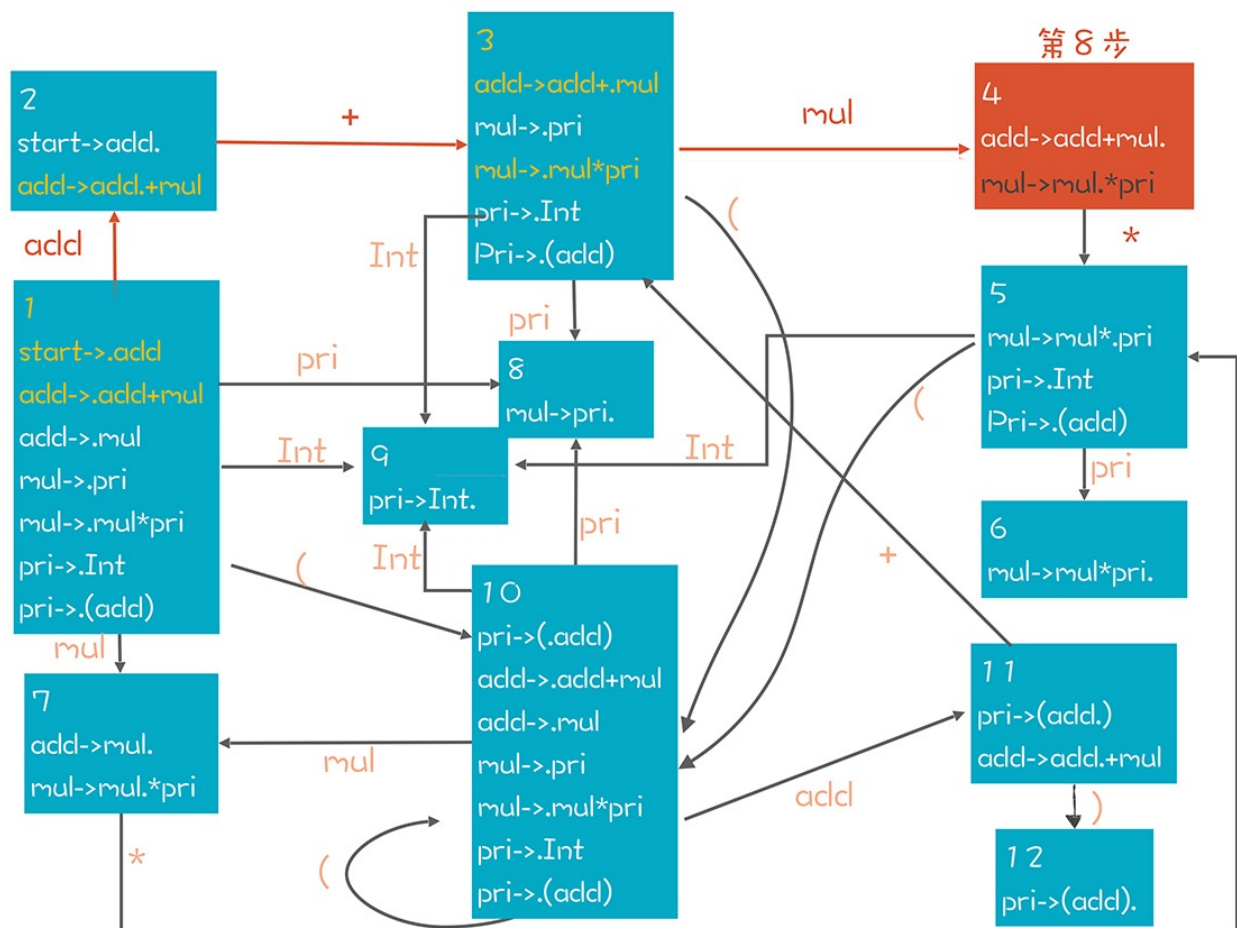 第8步
2
start->add.
add->add.+mul
+
3
add->add+.mul
mul->.pri
mul->.mul*pri
pri->.Int
Pri->.(add)
mul
4
add->add+mul.
mul->mul.*pri
add
Int
(
*
1
start->.add
add->.add+mul
add->.mul
mul->.pri
mul->.mul*pri
pri->.Int
pri->.(add)
pri
pri
8
mul->pri.
5
mul->mul*.pri
pri->.Int
Pri->.(add)
(
Int
9
pri->Int.
Int
pri
6
mul->mul*pri.
Int
pri
+
(
10
pri->(.add)
add->.add+mul
add->.mul
mul->.pri
mul->.mul*pri
pri->.Int
pri->.(add)
mul
7
add->mul.
mul->mul.*pri
mul
add
11
pri->(add.)
add->add.+mul
)
*
(
12
pri->(add).